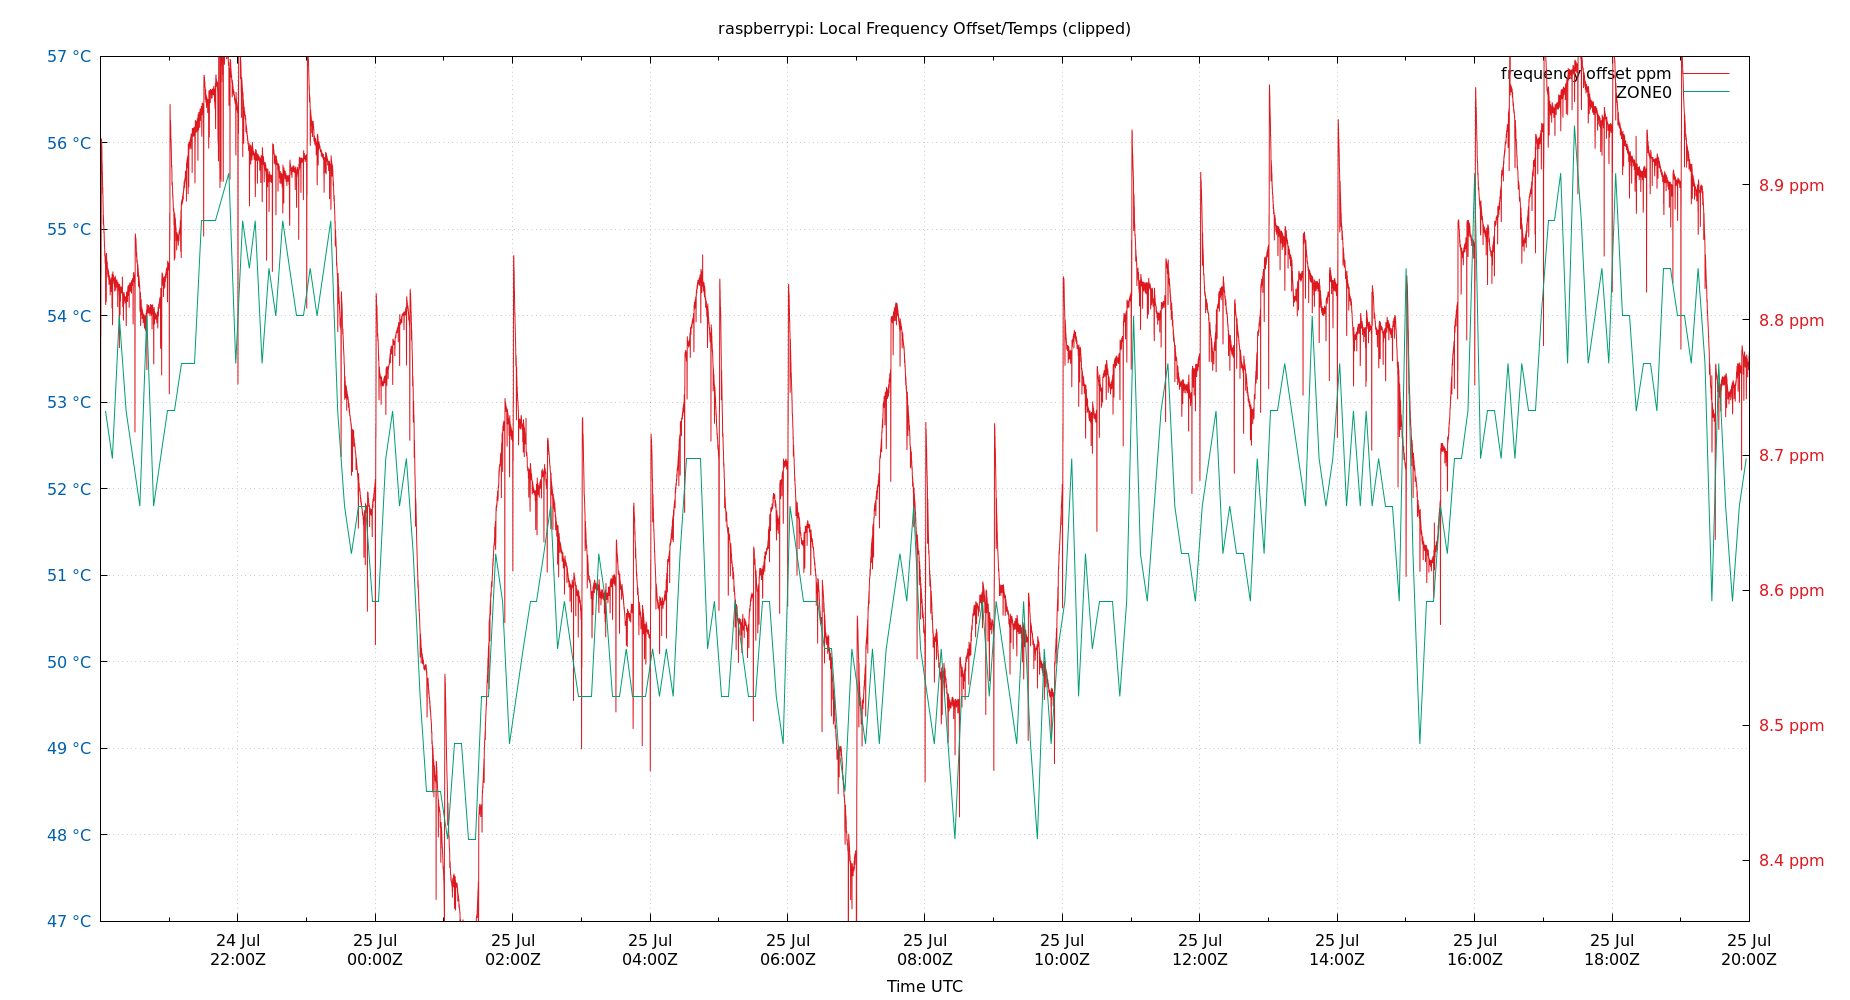 raspberrypi: Local Frequency Offset/Temps (clipped)
57 °C
56 °C
55 °C
54 °C
53 °C
52 °C
51 °C
50 °C
49 °C
48 °C
47 °C
frequency offset ppm
ZONE0
8.9 ppm
8.8 ppm
8.7 ppm
8.6 ppm
8.5 ppm
8.4 ppm
24 Jul
22:00Z
25 Jul
00:00Z
25 Jul
02:00Z
25 Jul
04:00Z
25 Jul
06:00Z
25 Jul
08:00Z
25 Jul
10:00Z
25 Jul
12:00Z
25 Jul
14:00Z
25 Jul
16:00Z
25 Jul
18:00Z
25 Jul
20:00Z
Time UTC